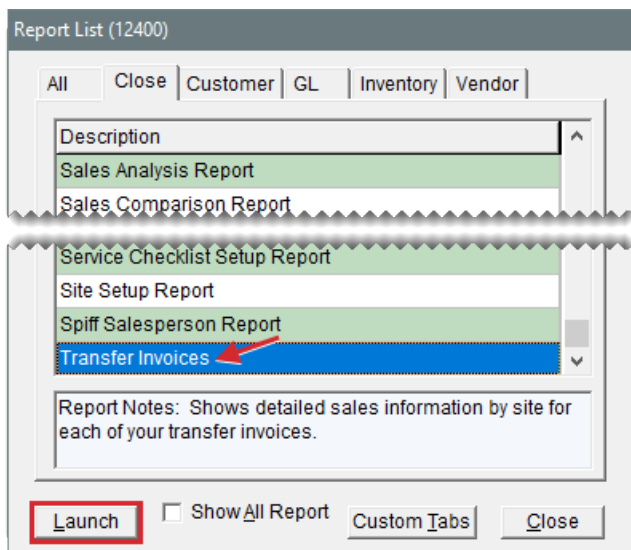 Report List (12400)
All Close Customer GL Inventory Vendor
Description
Sales Analysis Report
Sales Comparison Report
Service Checklist Setup Report
Site Setup Report
Spiff Salesperson Report
Transfer Invoices
Report Notes: Shows detailed sales information by site for
each of your transfer invoices.
Launch Show All Report Custom Tabs Close